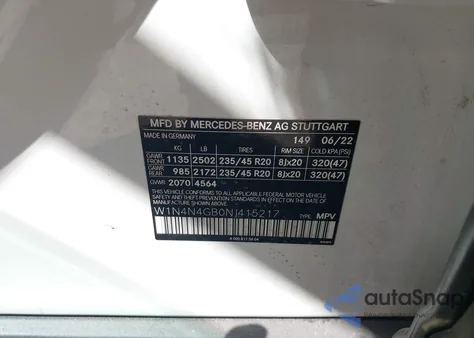 MFD BY MERCEDES-BENZ AG STUTTGART
MADE IN GERMANY 149 06/22
KG LB TIRES RIM SIZE COLD KPA(PSI)
GAWR FRONT 1135 2502 235/45 R20 8Jx20 320(47)
GAWR REAR 985 2172 235/45 R20 8Jx20 320(47)
GVWR 2070 4564
THIS VEHICLE CONFORMS TO ALL APPLICABLE FEDERAL MOTOR VEHICLE
SAFETY AND THEFT PREVENTION STANDARDS IN EFFECT ON THE DATE OF
MANUFACTURE SHOWN ABOVE.
W1N4N4GB0NJ415217 TYPE: MPV
autoSnap